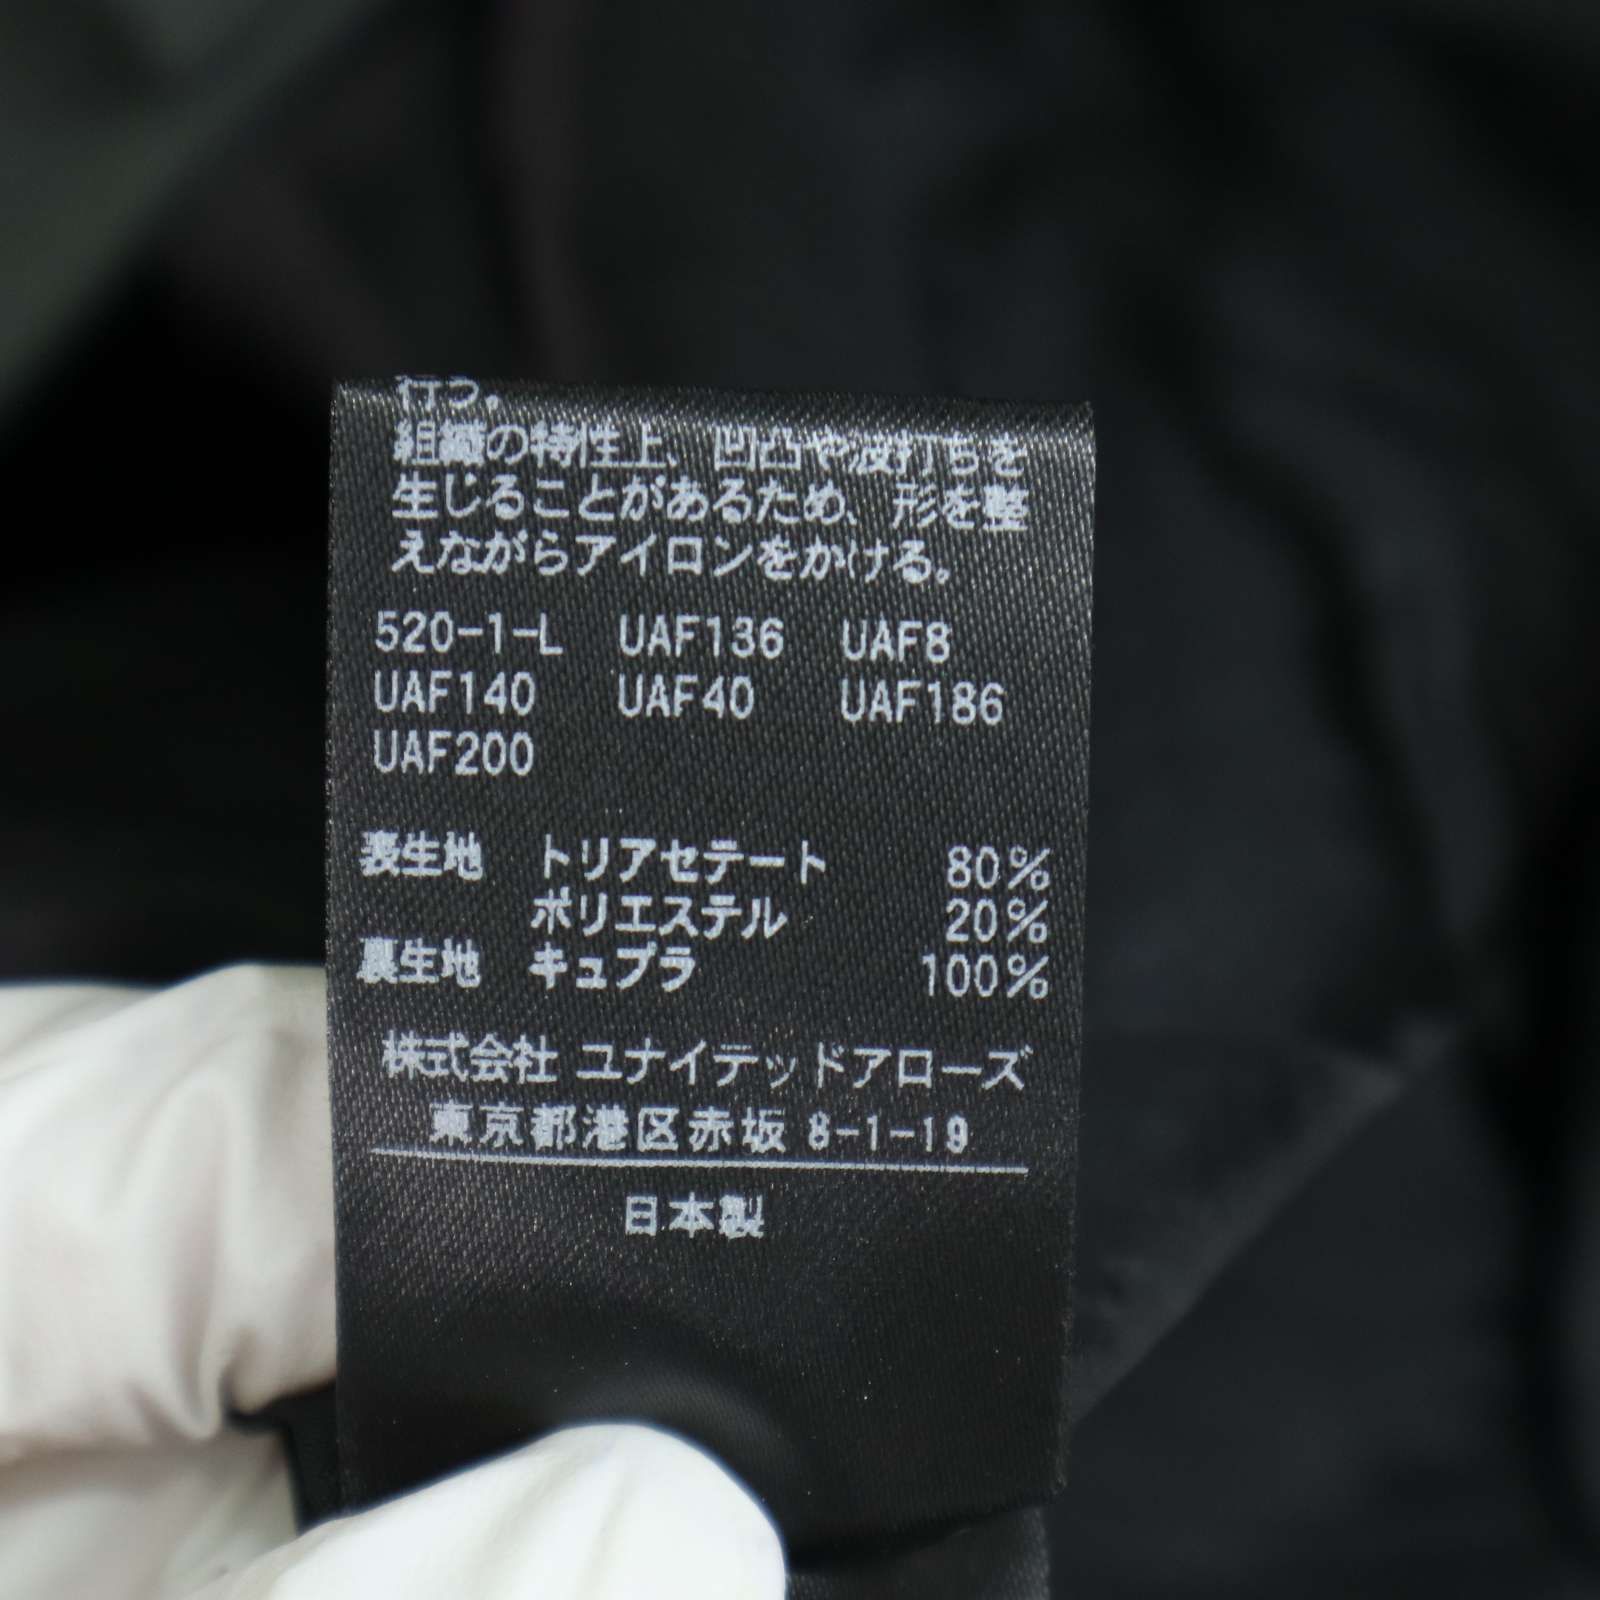 行う。
組織の特性上、凹凸や波打ちを
生じることがあるため、形を整
えながらアイロンをかける。
520-1-L UAF136 UAF8
UAF140 UAF40 UAF186
UAF200
表生地 トリアセテート 80%
ポリエステル 20%
裏生地 キュプラ 100%
株式会社 ユナイテッドアローズ
東京都港区赤坂 8-1-19
日本製